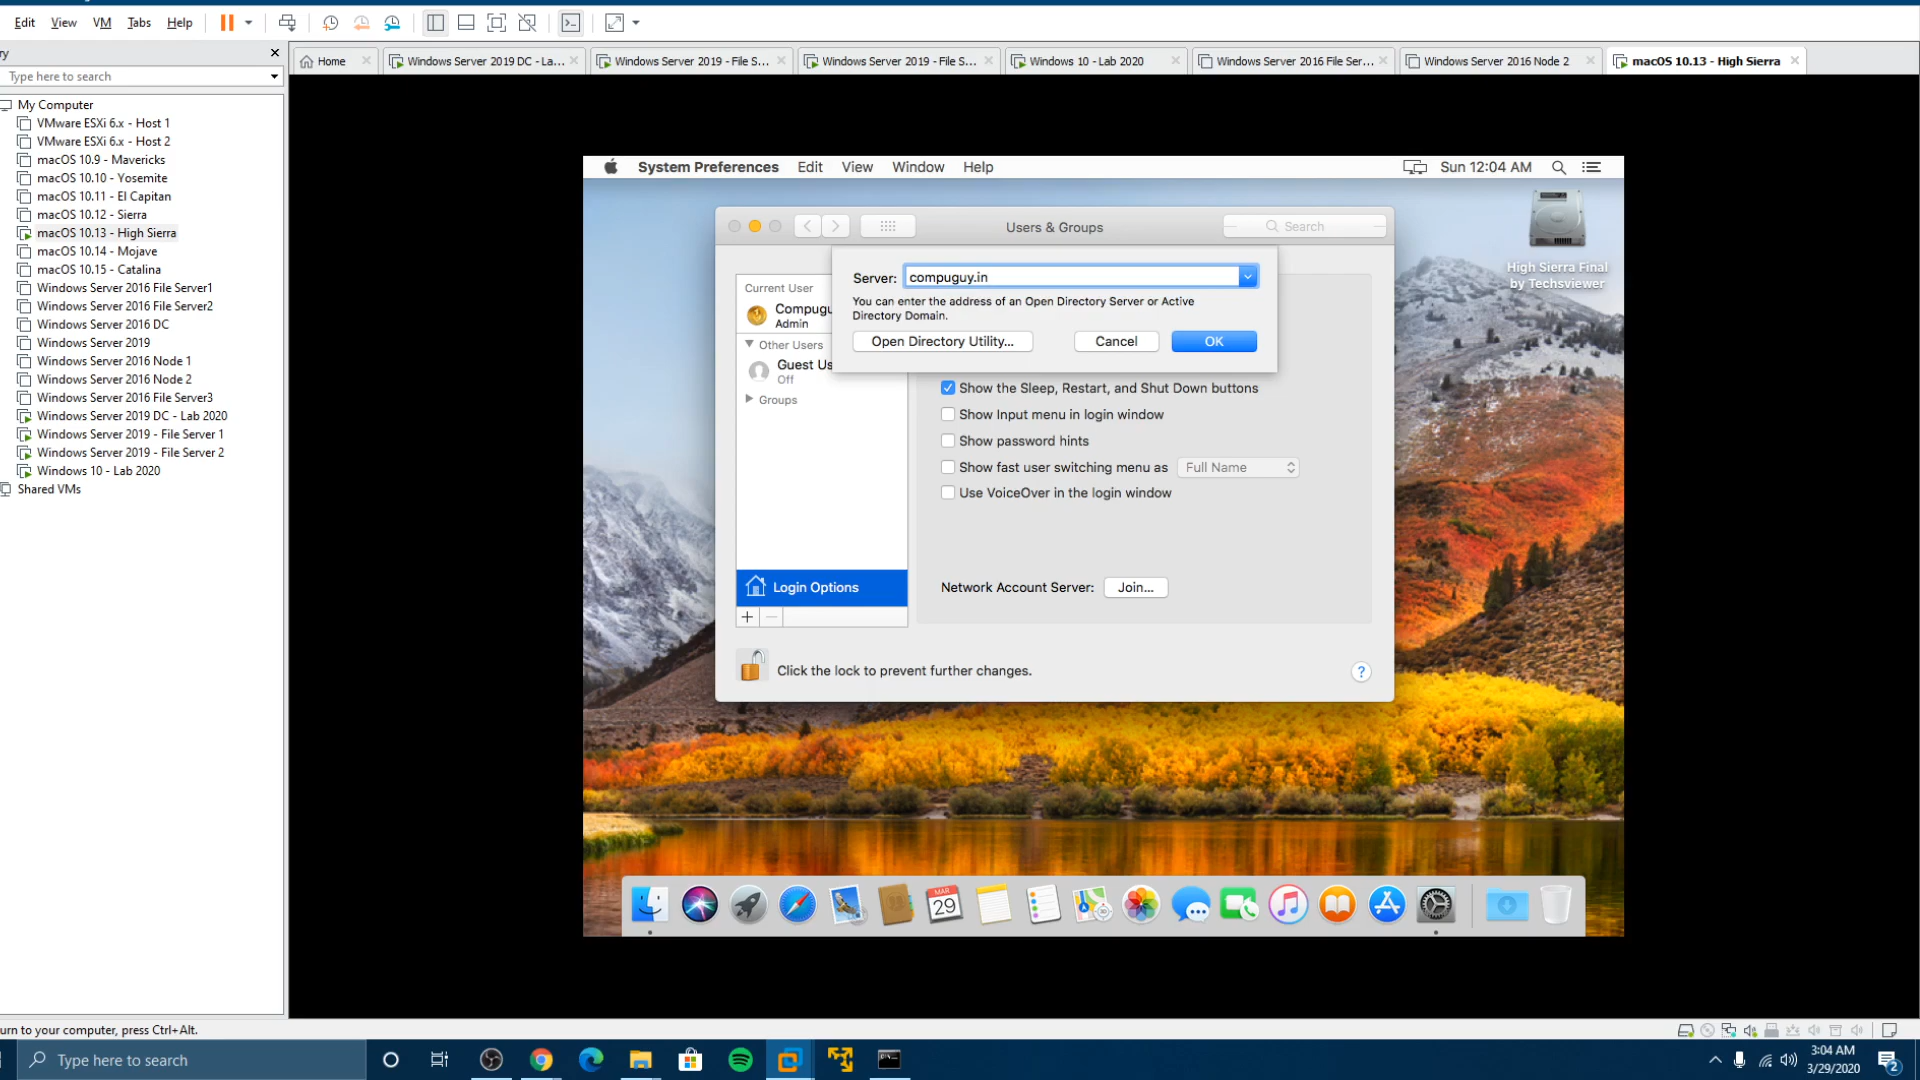 Edit View VM Tabs Help
ry
Type here to search
My Computer
VMware ESXi 6.x - Host 1
VMware ESXi 6.x - Host 2
macOS 10.9 - Mavericks
macOS 10.10 - Yosemite
macOS 10.11 - El Capitan
macOS 10.12 - Sierra
macOS 10.13 - High Sierra
macOS 10.14 - Mojave
macOS 10.15 - Catalina
Windows Server 2016 File Server1
Windows Server 2016 File Server2
Windows Server 2016 DC
Windows Server 2019
Windows Server 2016 Node 1
Windows Server 2016 Node 2
Windows Server 2016 File Server3
Windows Server 2019 DC - Lab 2020
Windows Server 2019 - File Server 1
Windows Server 2019 - File Server 2
Windows 10 - Lab 2020
Shared VMs
Home
Windows Server 2019 DC - La...
Windows Server 2019 - File S...
Windows Server 2019 - File S...
Windows 10 - Lab 2020
Windows Server 2016 File Ser...
Windows Server 2016 Node 2
macOS 10.13 - High Sierra
System Preferences Edit View Window Help
Sun 12:04 AM
Users & Groups
Search
High Sierra Final
by Techsviewer
Server: compuguy.in
You can enter the address of an Open Directory Server or Active
Directory Domain.
Open Directory Utility...
Cancel
OK
Current User
Compugu
Admin
Other Users
Guest Us
Off
Groups
Login Options
Show the Sleep, Restart, and Shut Down buttons
Show Input menu in login window
Show password hints
Show fast user switching menu as Full Name
Use VoiceOver in the login window
Network Account Server: Join...
Click the lock to prevent further changes.
?
MAR
29
urn to your computer, press Ctrl+Alt.
Type here to search
3:04 AM
3/29/2020
2